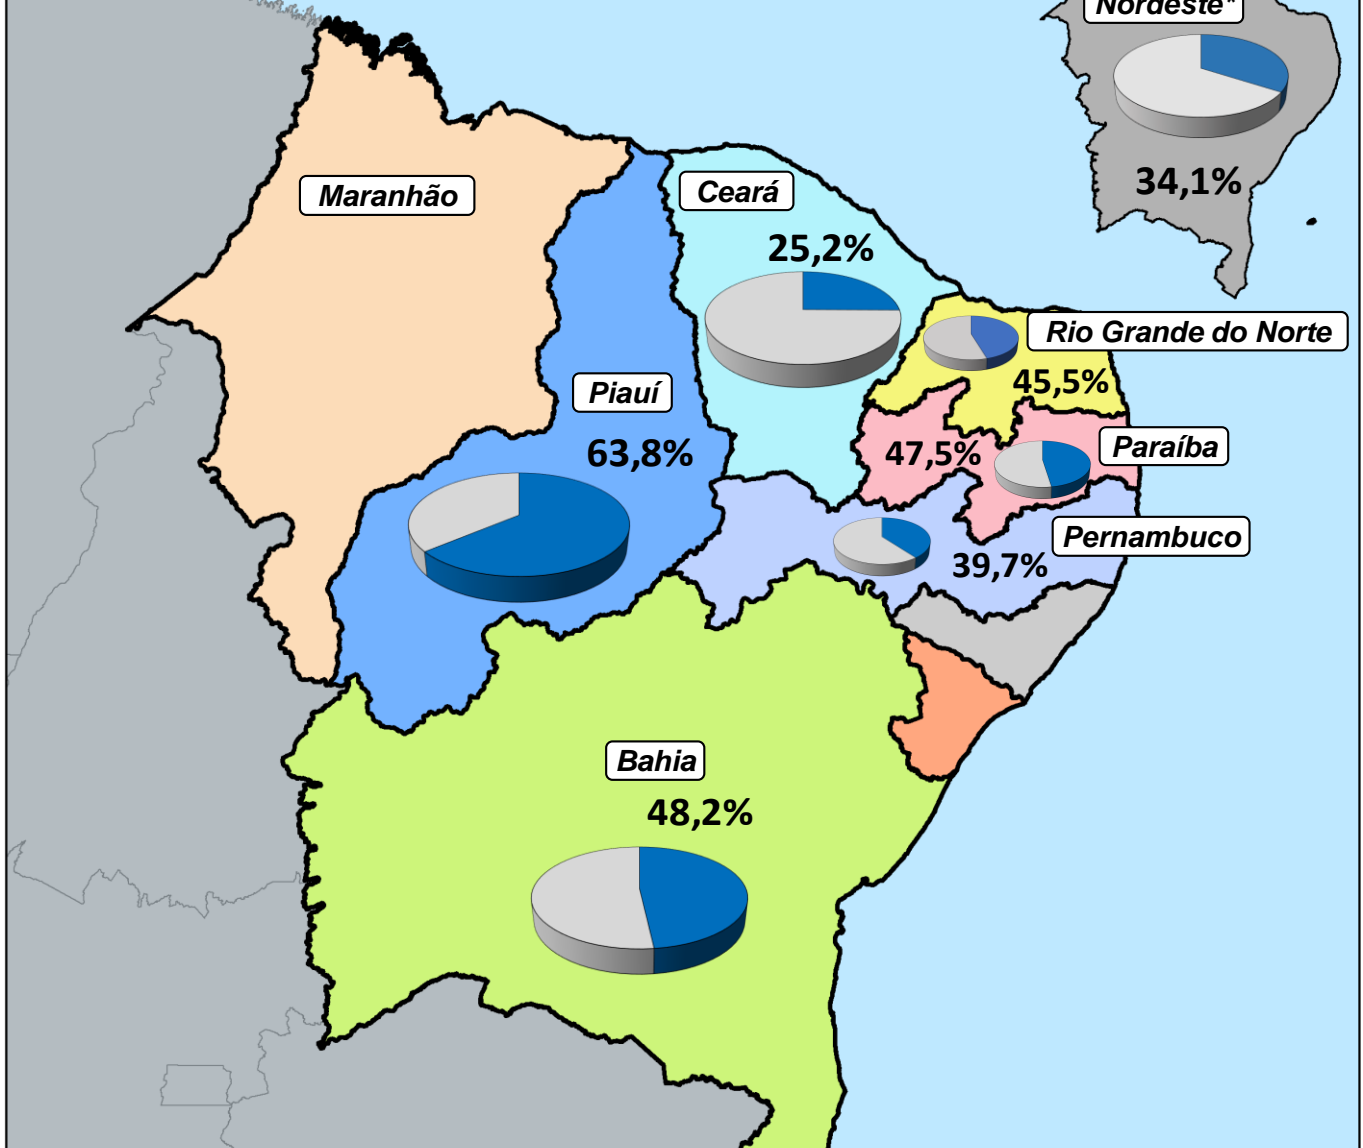 Nordeste*
34,1%
Maranhão
Ceará
25,2%
Rio Grande do Norte
45,5%
Piauí
63,8%
Paraíba
47,5%
Pernambuco
39,7%
Bahia
48,2%